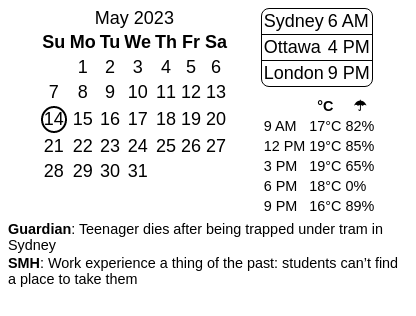 May 2023
Su Mo Tu We Th Fr Sa
1 2 3 4 5 6
7 8 9 10 11 12 13
14 15 16 17 18 19 20
21 22 23 24 25 26 27
28 29 30 31
Sydney 6 AM
Ottawa 4 PM
London 9 PM
°C ☂
9 AM 17°C 82%
12 PM 19°C 85%
3 PM 19°C 65%
6 PM 18°C 0%
9 PM 16°C 89%
Guardian: Teenager dies after being trapped under tram in
Sydney
SMH: Work experience a thing of the past: students can’t find
a place to take them